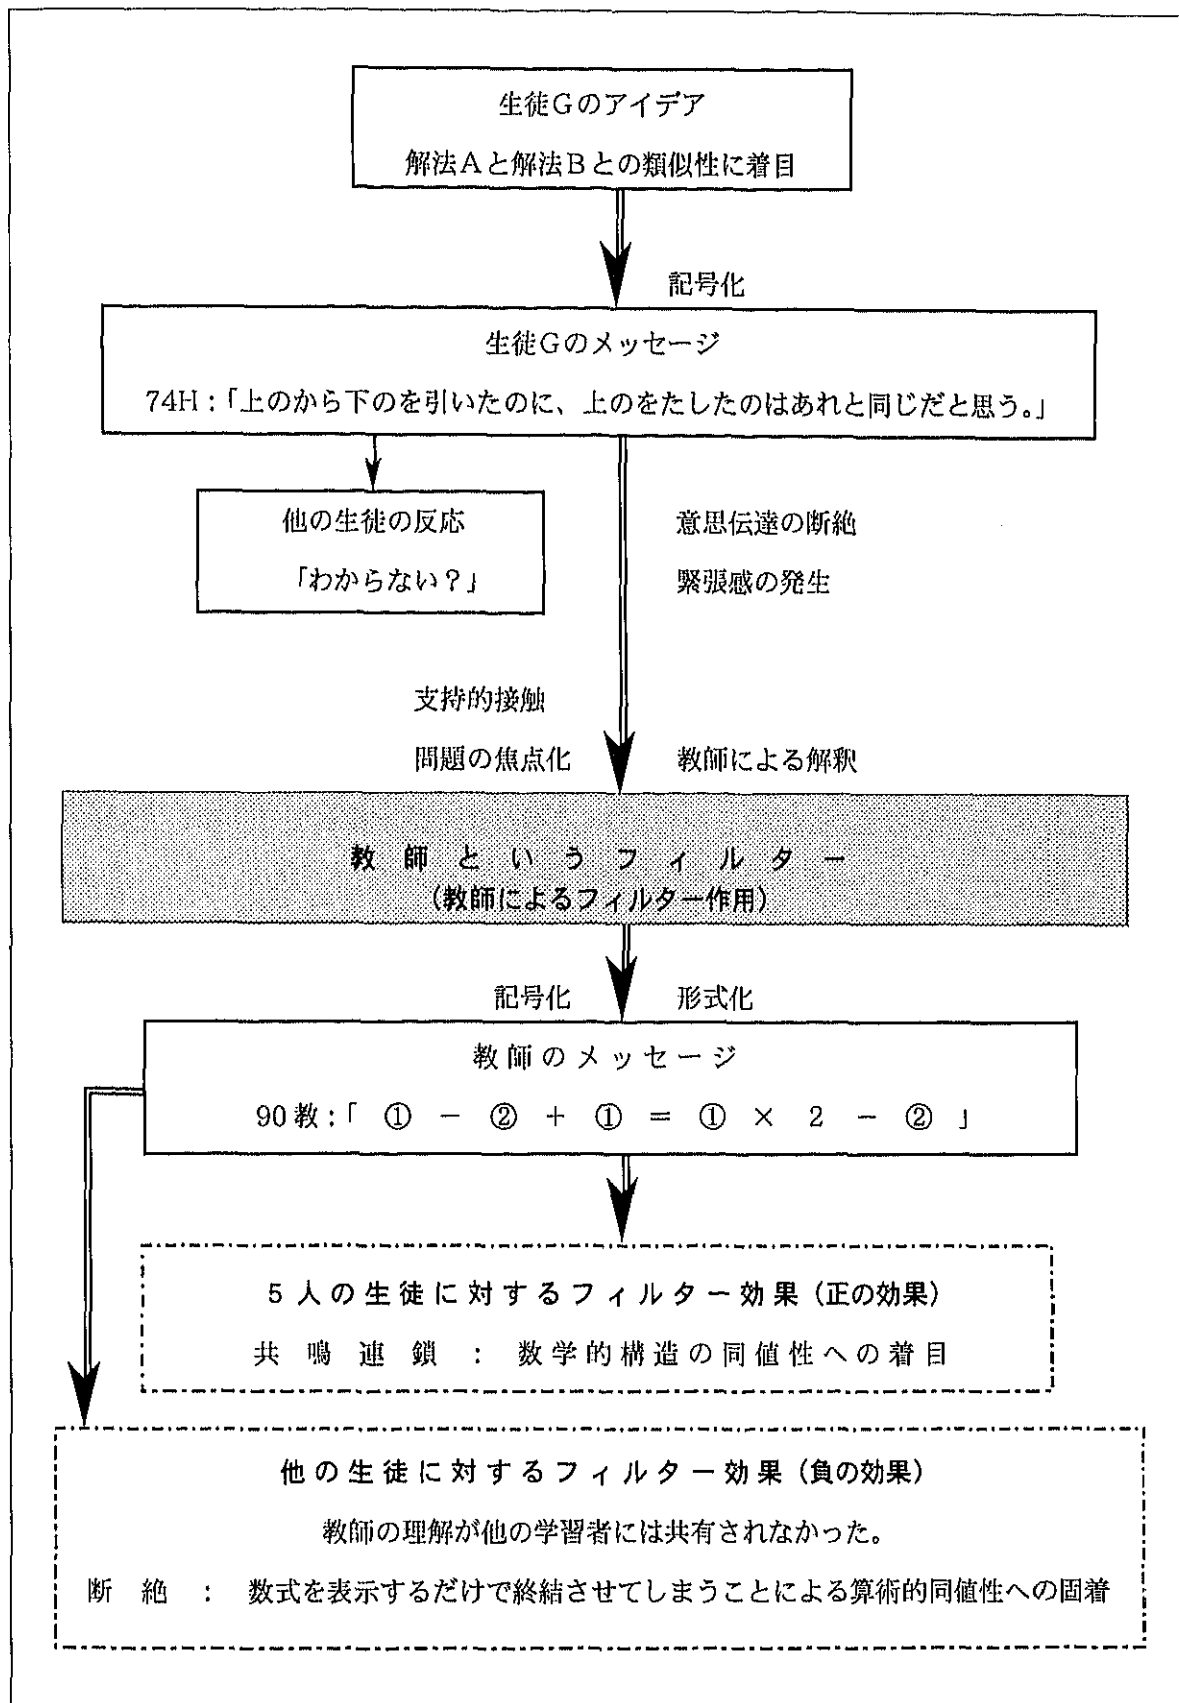 生徒Gのアイデア
解法Aと解法Bとの類似性に着目
記号化
生徒Gのメッセージ
74H:「上のから下のを引いたのに、上のをたしたのはあれと同じだと思う。」
他の生徒の反応
「わからない?」
意思伝達の断絶
緊張感の発生
支持的接触
問題の焦点化
教師による解釈
教師というフィルター
(教師によるフィルター作用)
記号化 形式化
教師のメッセージ
90教:「 ① - ② + ① = ① × 2 - ② 」
5人の生徒に対するフィルター効果(正の効果)
共鳴連鎖 : 数学的構造の同値性への着目
他の生徒に対するフィルター効果(負の効果)
教師の理解が他の学習者には共有されなかった。
断絶 : 数式を表示するだけで終結させてしまうことによる算術的同値性への固着